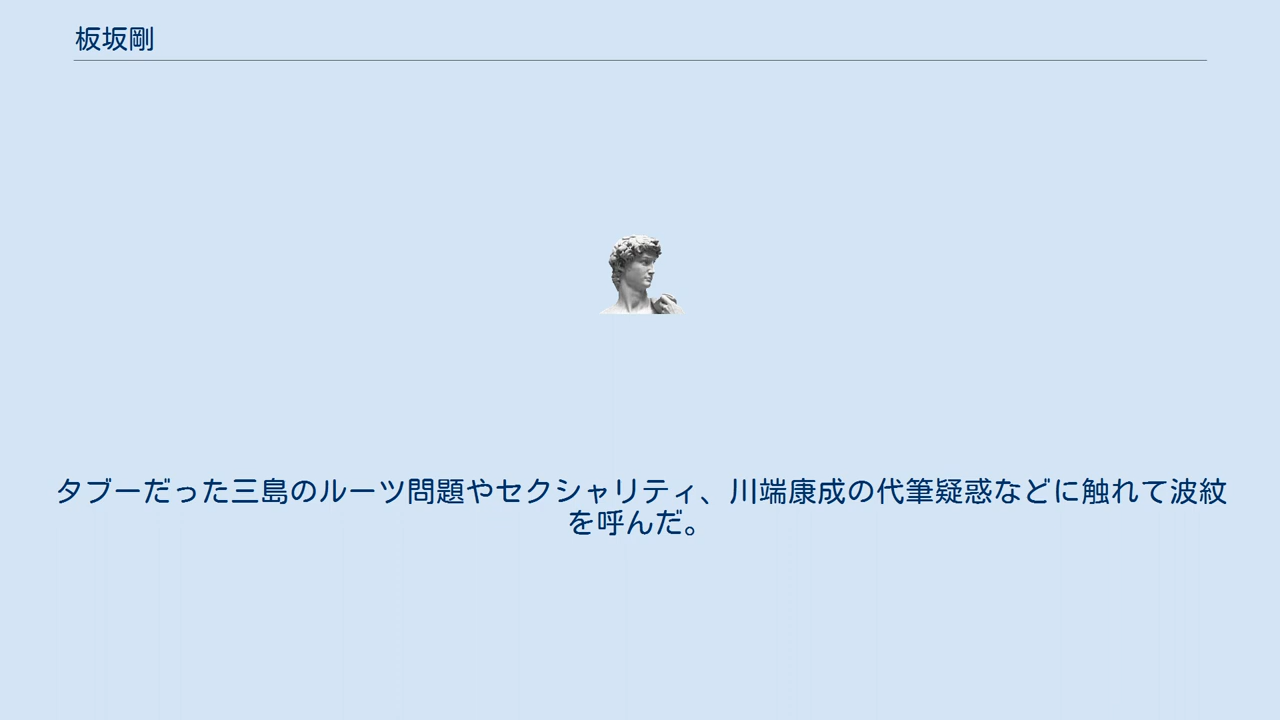 板坂剛
タブーだった三島のルーツ問題やセクシャリティ、川端康成の代筆疑惑などに触れて波紋
を呼んだ。